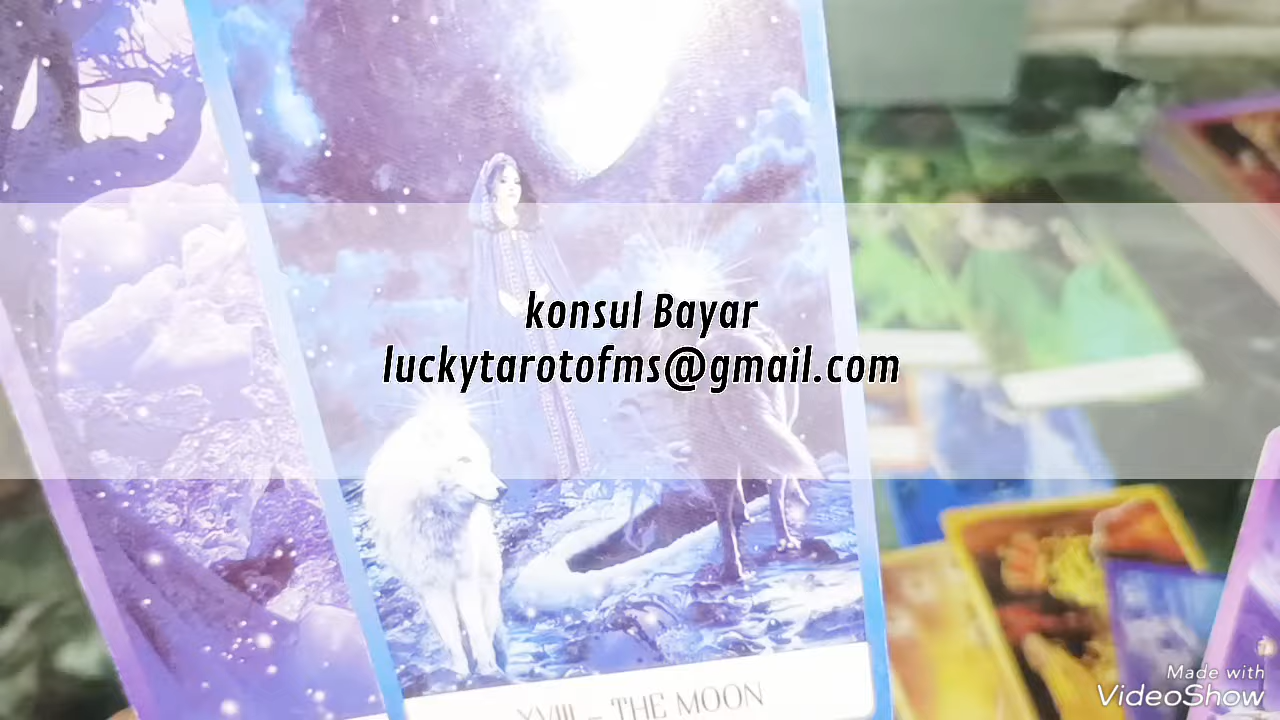 konsul Bayar
luckytarotofms@gmail.com
XVIII – THE MOON
Made with
VideoShow